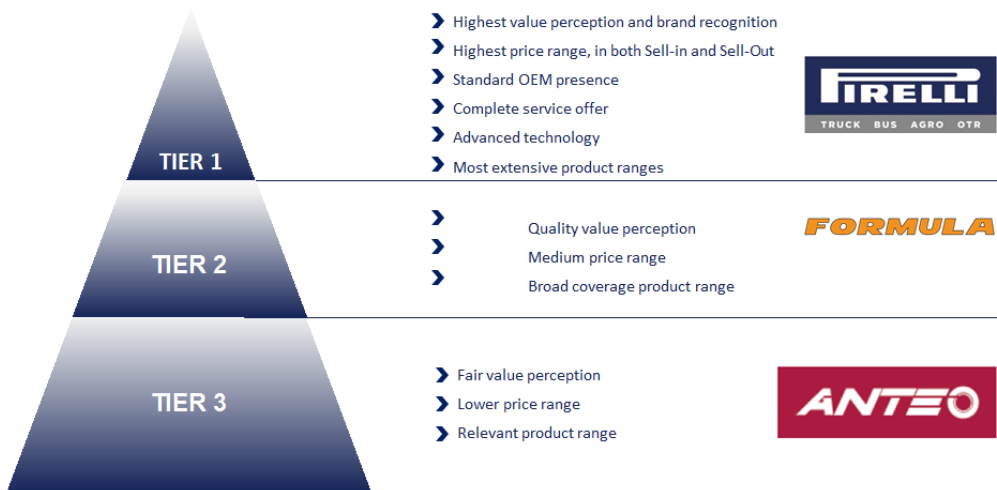 Highest value perception and brand recognition
Highest price range, in both Sell-in and Sell-Out
Standard OEM presence
Complete service offer
Advanced technology
Most extensive product ranges
TIER 1
PIRELLI
TRUCK BUS AGRO OTR
Quality value perception
Medium price range
Broad coverage product range
TIER 2
FORMULA
Fair value perception
Lower price range
Relevant product range
TIER 3
ANTEO